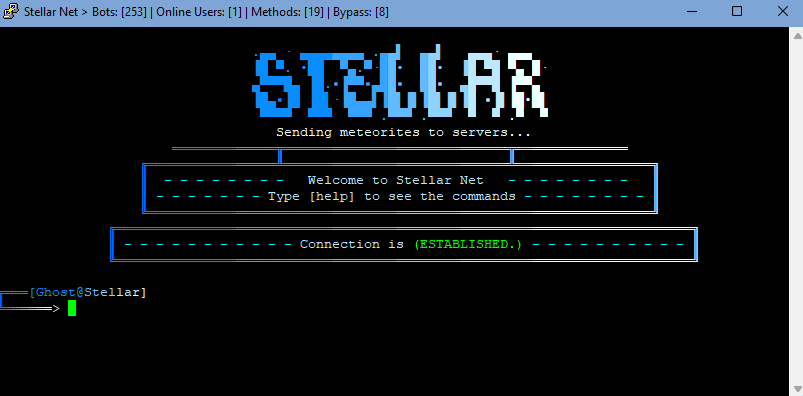 Stellar Net > Bots: [253] | Online Users: [1] | Methods: [19] | Bypass: [8]
STELLAR
Sending meteorites to servers...
- - - - - - - - Welcome to Stellar Net - - - - - - - -
- - - - - - - Type [help] to see the commands - - - - - - - -
- - - - - - - - - - - Connection is (ESTABLISHED.) - - - - - - - - - - -
[Ghost@Stellar]
>